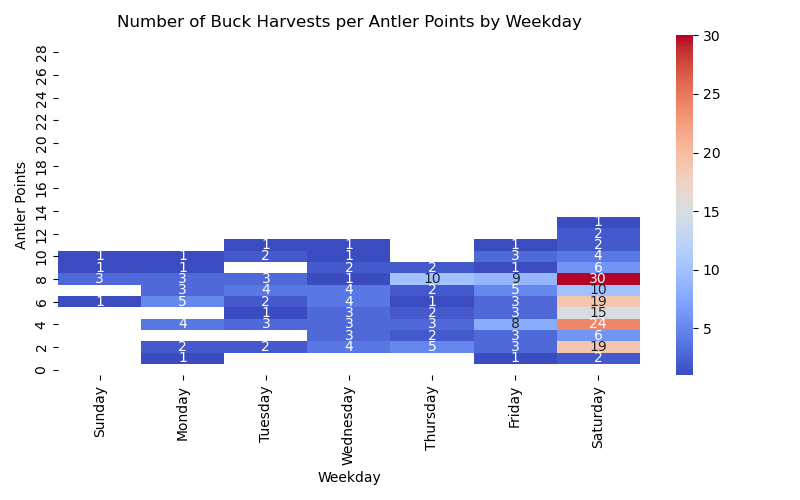 Number of Buck Harvests per Antler Points by Weekday
Antler Points
28
26
24
22
20
18
16
14
12
10
8
6
4
2
0
1
2
1 1 1 2
1 1 2 1 3 4
1 1 2 2 1 6
3 3 3 1 10 9 30
3 4 4 2 5 10
1 5 2 4 1 3 19
1 3 2 3 15
4 3 3 3 8 24
3 2 3 6
2 2 4 5 3 19
1 1 2
Sunday
Monday
Tuesday
Wednesday
Thursday
Friday
Saturday
Weekday
30
25
20
15
10
5